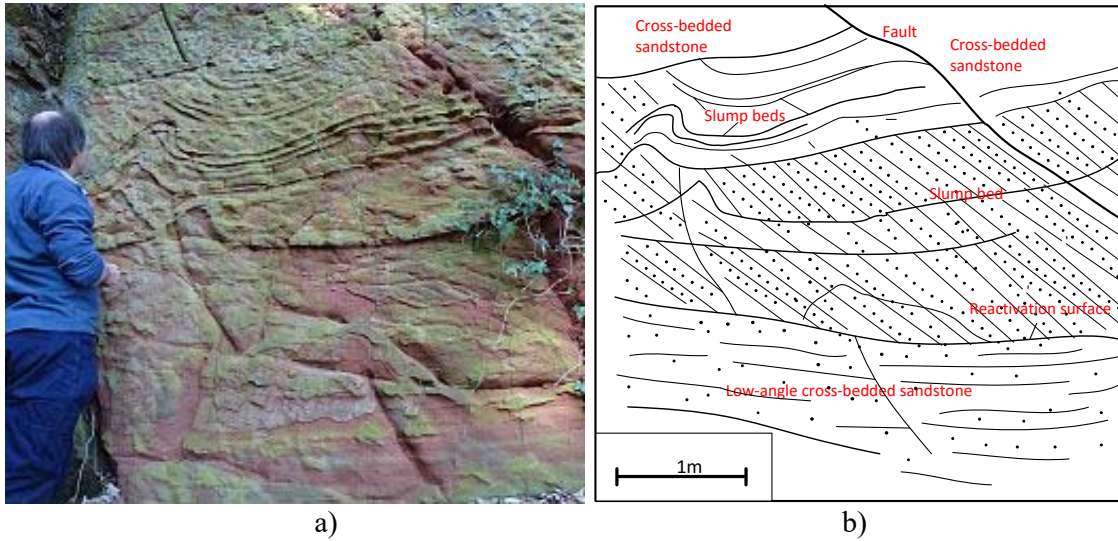 Cross-bedded
sandstone
Fault
Cross-bedded
sandstone
Slump beds
Slump bed
Reactivation surface
Low-angle cross-bedded sandstone
1m
a)
b)